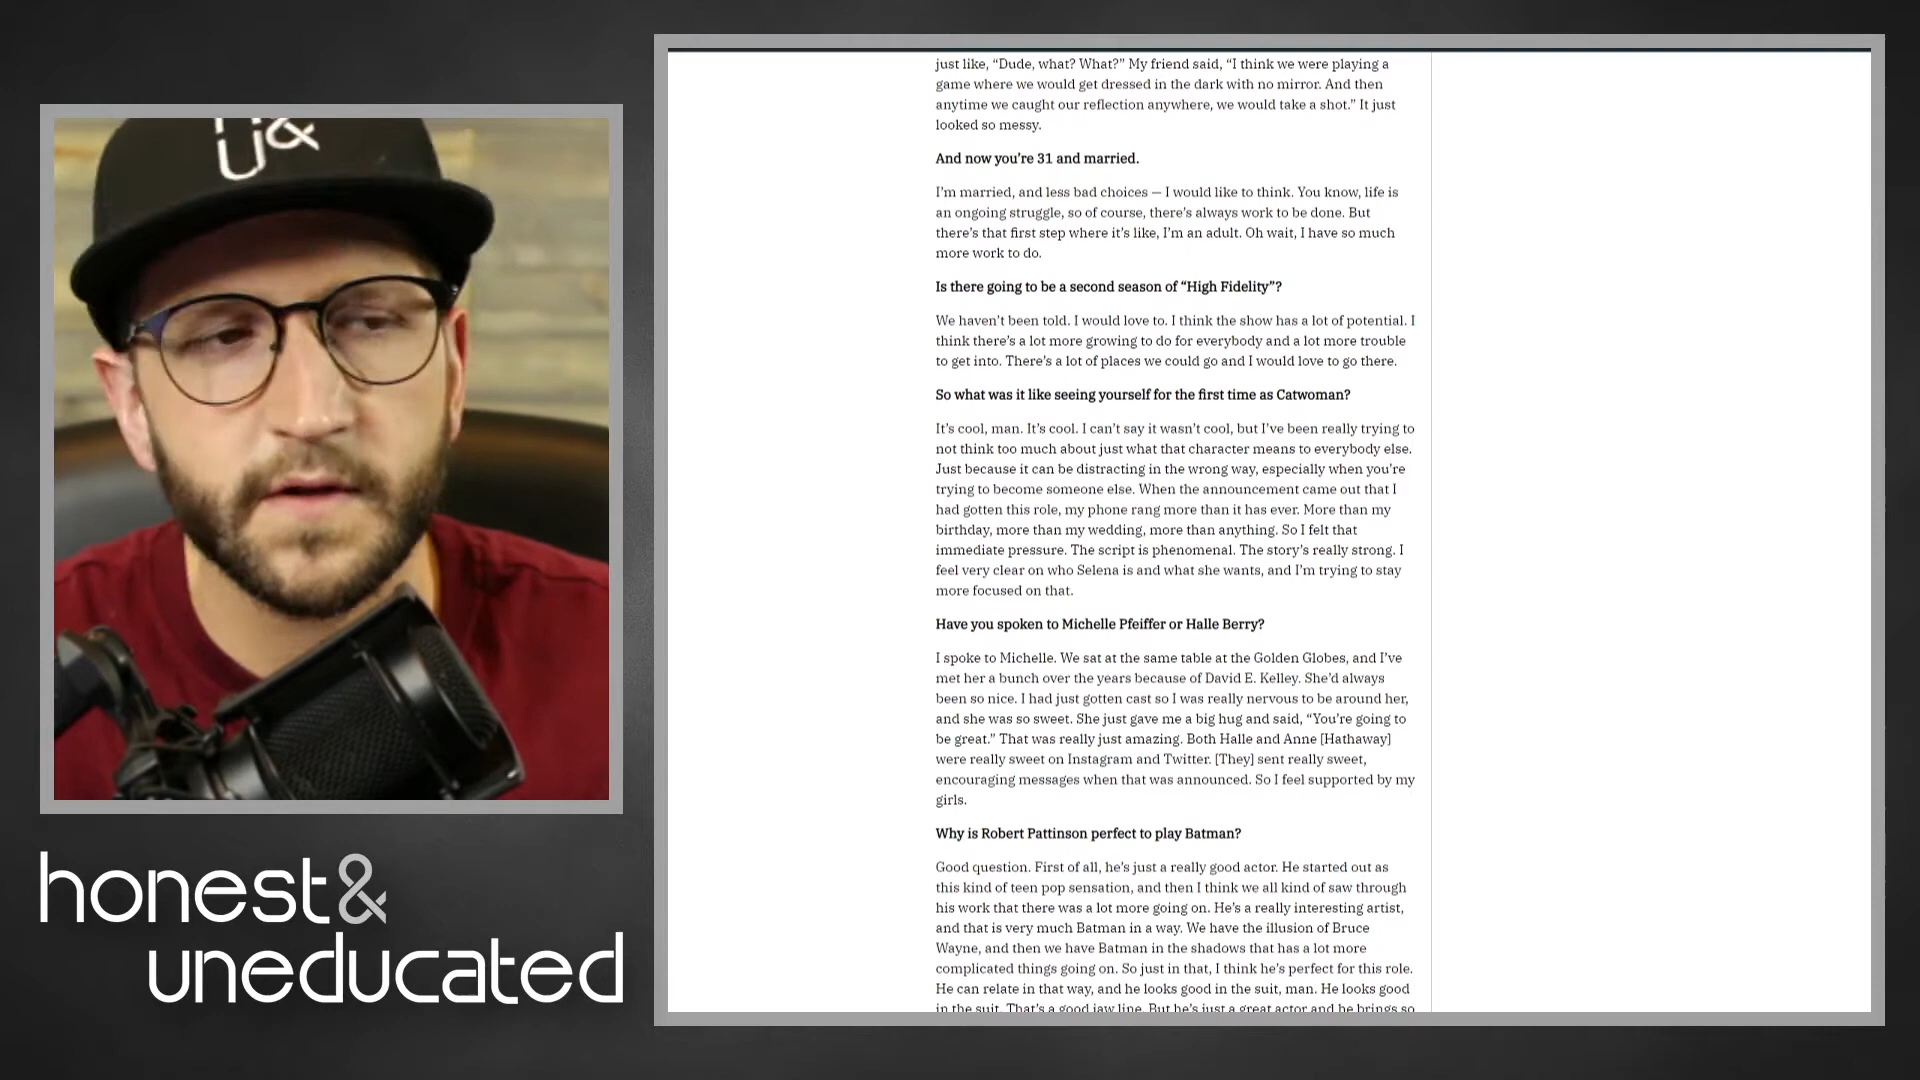 U&
honest&
uneducated
just like, “Dude, what? What?” My friend said, “I think we were playing a
game where we would get dressed in the dark with no mirror. And then
anytime we caught our reflection anywhere, we would take a shot.” It just
looked so messy.
And now you’re 31 and married.
I’m married, and less bad choices — I would like to think. You know, life is
an ongoing struggle, so of course, there’s always work to be done. But
there’s that first step where it’s like, I’m an adult. Oh wait, I have so much
more work to do.
Is there going to be a second season of “High Fidelity”?
We haven’t been told. I would love to. I think the show has a lot of potential. I
think there’s a lot more growing to do for everybody and a lot more trouble
to get into. There’s a lot of places we could go and I would love to go there.
So what was it like seeing yourself for the first time as Catwoman?
It’s cool, man. It’s cool. I can’t say it wasn’t cool, but I’ve been really trying to
not think too much about just what that character means to everybody else.
Just because it can be distracting in the wrong way, especially when you’re
trying to become someone else. When the announcement came out that I
had gotten this role, my phone rang more than it has ever. More than my
birthday, more than my wedding, more than anything. So I felt that
immediate pressure. The script is phenomenal. The story’s really strong. I
feel very clear on who Selena is and what she wants, and I’m trying to stay
more focused on that.
Have you spoken to Michelle Pfeiffer or Halle Berry?
I spoke to Michelle. We sat at the same table at the Golden Globes, and I’ve
met her a bunch over the years because of David E. Kelley. She’d always
been so nice. I had just gotten cast so I was really nervous to be around her,
and she was so sweet. She just gave me a big hug and said, “You’re going to
be great.” That was really just amazing. Both Halle and Anne [Hathaway]
were really sweet on Instagram and Twitter. [They] sent really sweet,
encouraging messages when that was announced. So I feel supported by my
girls.
Why is Robert Pattinson perfect to play Batman?
Good question. First of all, he’s just a really good actor. He started out as
this kind of teen pop sensation, and then I think we all kind of saw through
his work that there was a lot more going on. He’s a really interesting artist,
and that is very much Batman in a way. We have the illusion of Bruce
Wayne, and then we have Batman in the shadows that has a lot more
complicated things going on. So just in that, I think he’s perfect for this role.
He can relate in that way, and he looks good in the suit, man. He looks good
in the suit. That’s a good jaw line. But he’s just a great actor and he brings so